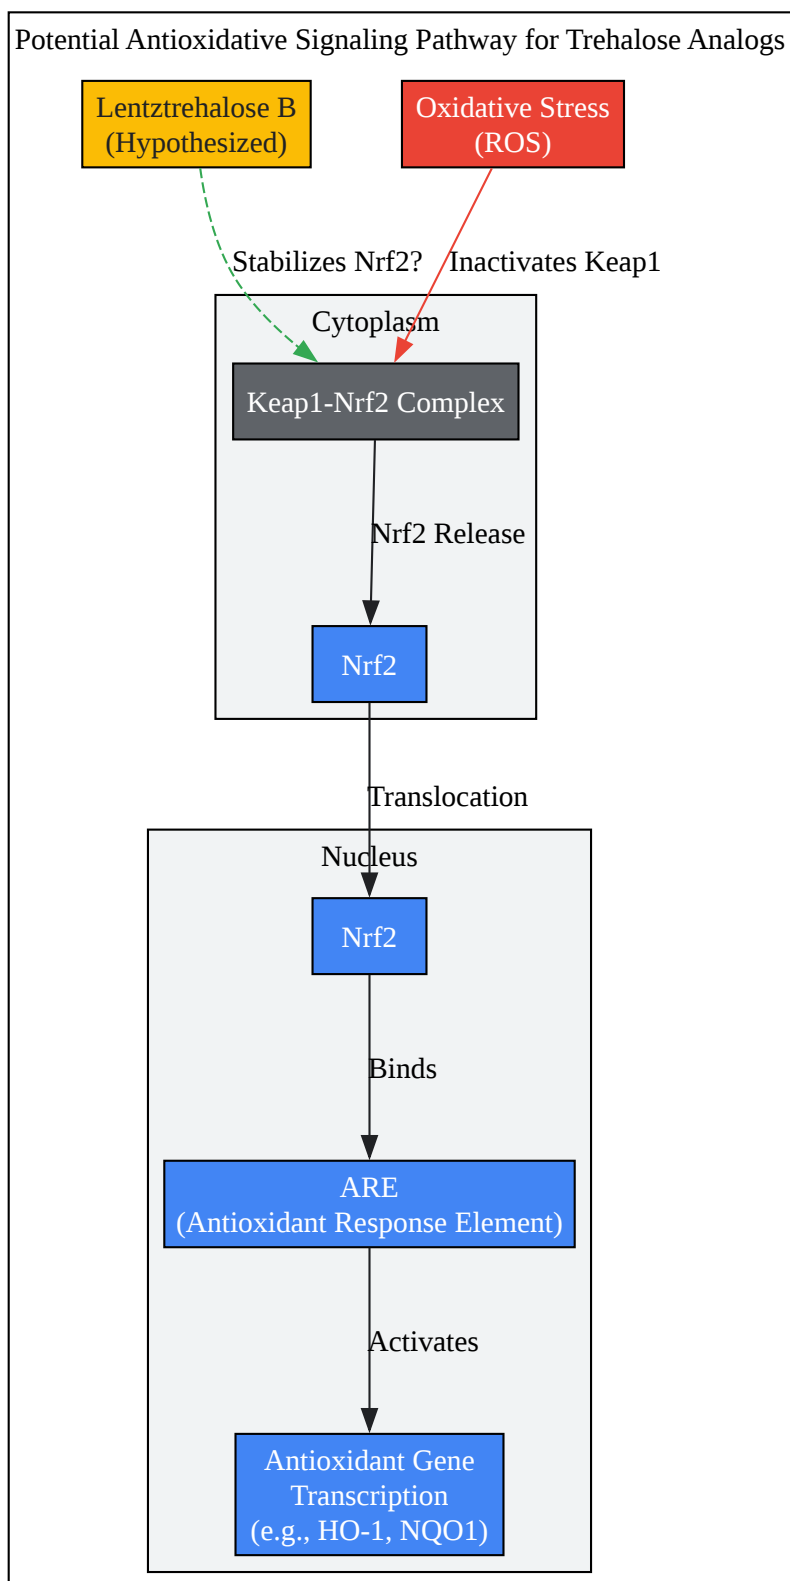 Potential Antioxidative Signaling Pathway for Trehalose Analogs
Lentztrehalose B
(Hypothesized)
Oxidative Stress
(ROS)
Stabilizes Nrf2?
Inactivates Keap1
Cytoplasm
Keap1-Nrf2 Complex
Nrf2 Release
Nrf2
Translocation
Nucleus
Nrf2
Binds
ARE
(Antioxidant Response Element)
Activates
Antioxidant Gene
Transcription
(e.g., HO-1, NQO1)